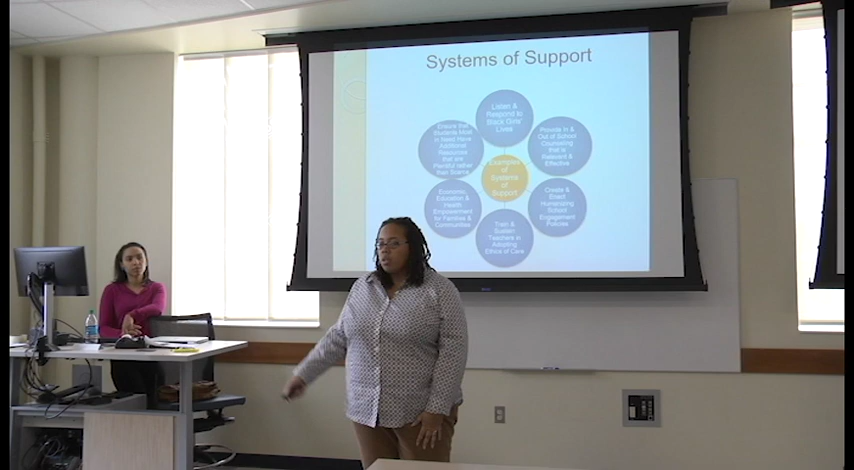 Systems of Support
Listen &
Respond to
Black Girls'
Lives
Provide In &
Out of School
Counseling
that is
Relevant &
Effective
Create &
Enact
Humanizing
School
Engagement
Policies
Train &
Sustain
Teachers in
Adopting
Ethics of Care
Economic,
Education &
Health
Empowerment
for Families &
Communities
Ensure that
Students Most
in Need Have
Additional
Resources
that are
Plentiful rather
than Scarce
Examples
of
Systems
of
Support